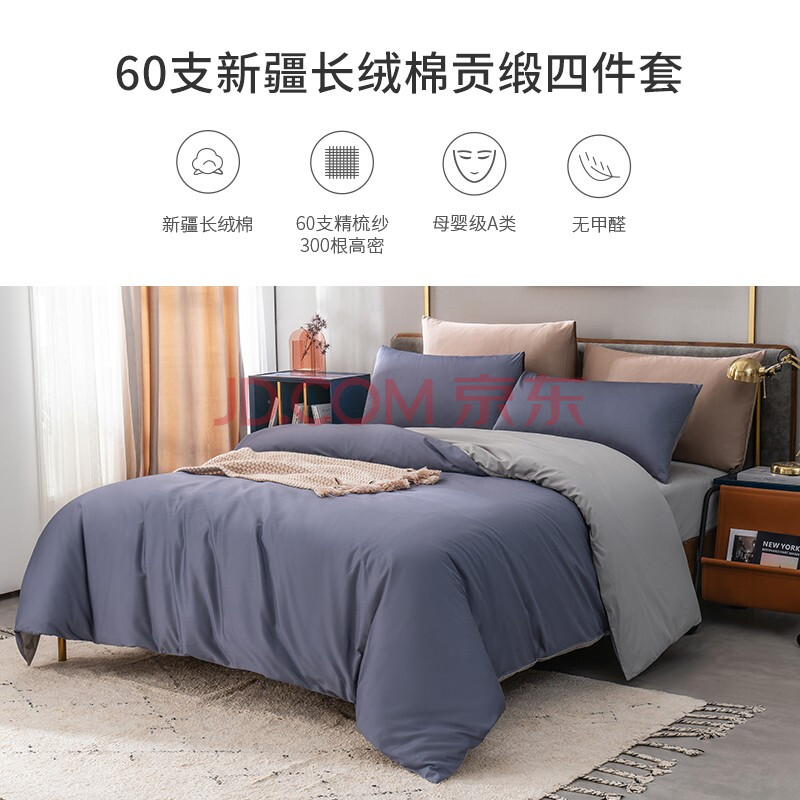 60支新疆长绒棉贡缎四件套
新疆长绒棉
60支精梳纱
300根高密
母婴级A类
无甲醛
JD.COM 京东
NEW YORK